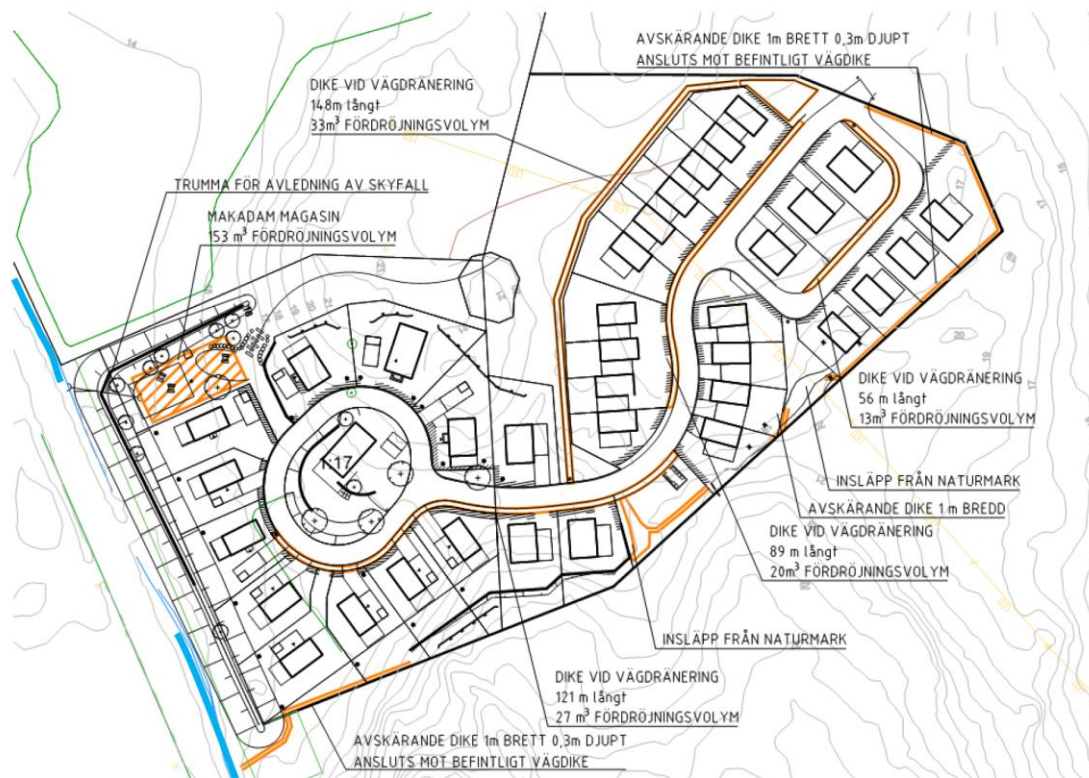 AVSKÄRANDE DIKE 1m BRETT 0,3m DJUPT
ANSLUTS MOT BEFINTLIGT VÄGDIKE
DIKE VID VÄGDRÄNERING
148m långt
33m³ FÖRDRÖJNINGSVOLYM
TRUMMA FÖR AVLEDNING AV SKYFALL
MAKADAM MAGASIN
153 m³ FÖRDRÖJNINGSVOLYM
1:17
DIKE VID VÄGDRÄNERING
56 m långt
13m³ FÖRDRÖJNINGSVOLYM
INSLÄPP FRÅN NATURMARK
AVSKÄRANDE DIKE 1 m BREDD
DIKE VID VÄGDRÄNERING
89 m långt
20m³ FÖRDRÖJNINGSVOLYM
INSLÄPP FRÅN NATURMARK
DIKE VID VÄGDRÄNERING
121 m långt
27 m³ FÖRDRÖJNINGSVOLYM
AVSKÄRANDE DIKE 1m BRETT 0,3m DJUPT
ANSLUTS MOT BEFINTLIGT VÄGDIKE